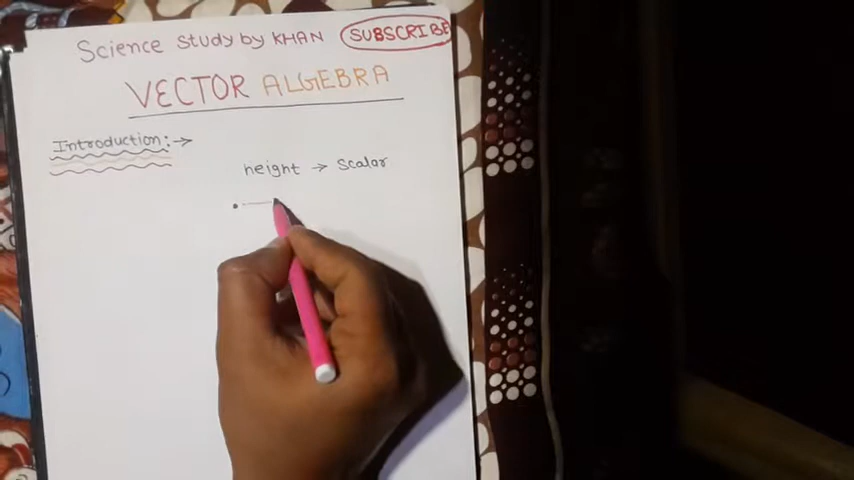 Science Study by KHAN SUBSCRIBE
VECTOR ALGEBRA
Introduction:→
height → Scalar